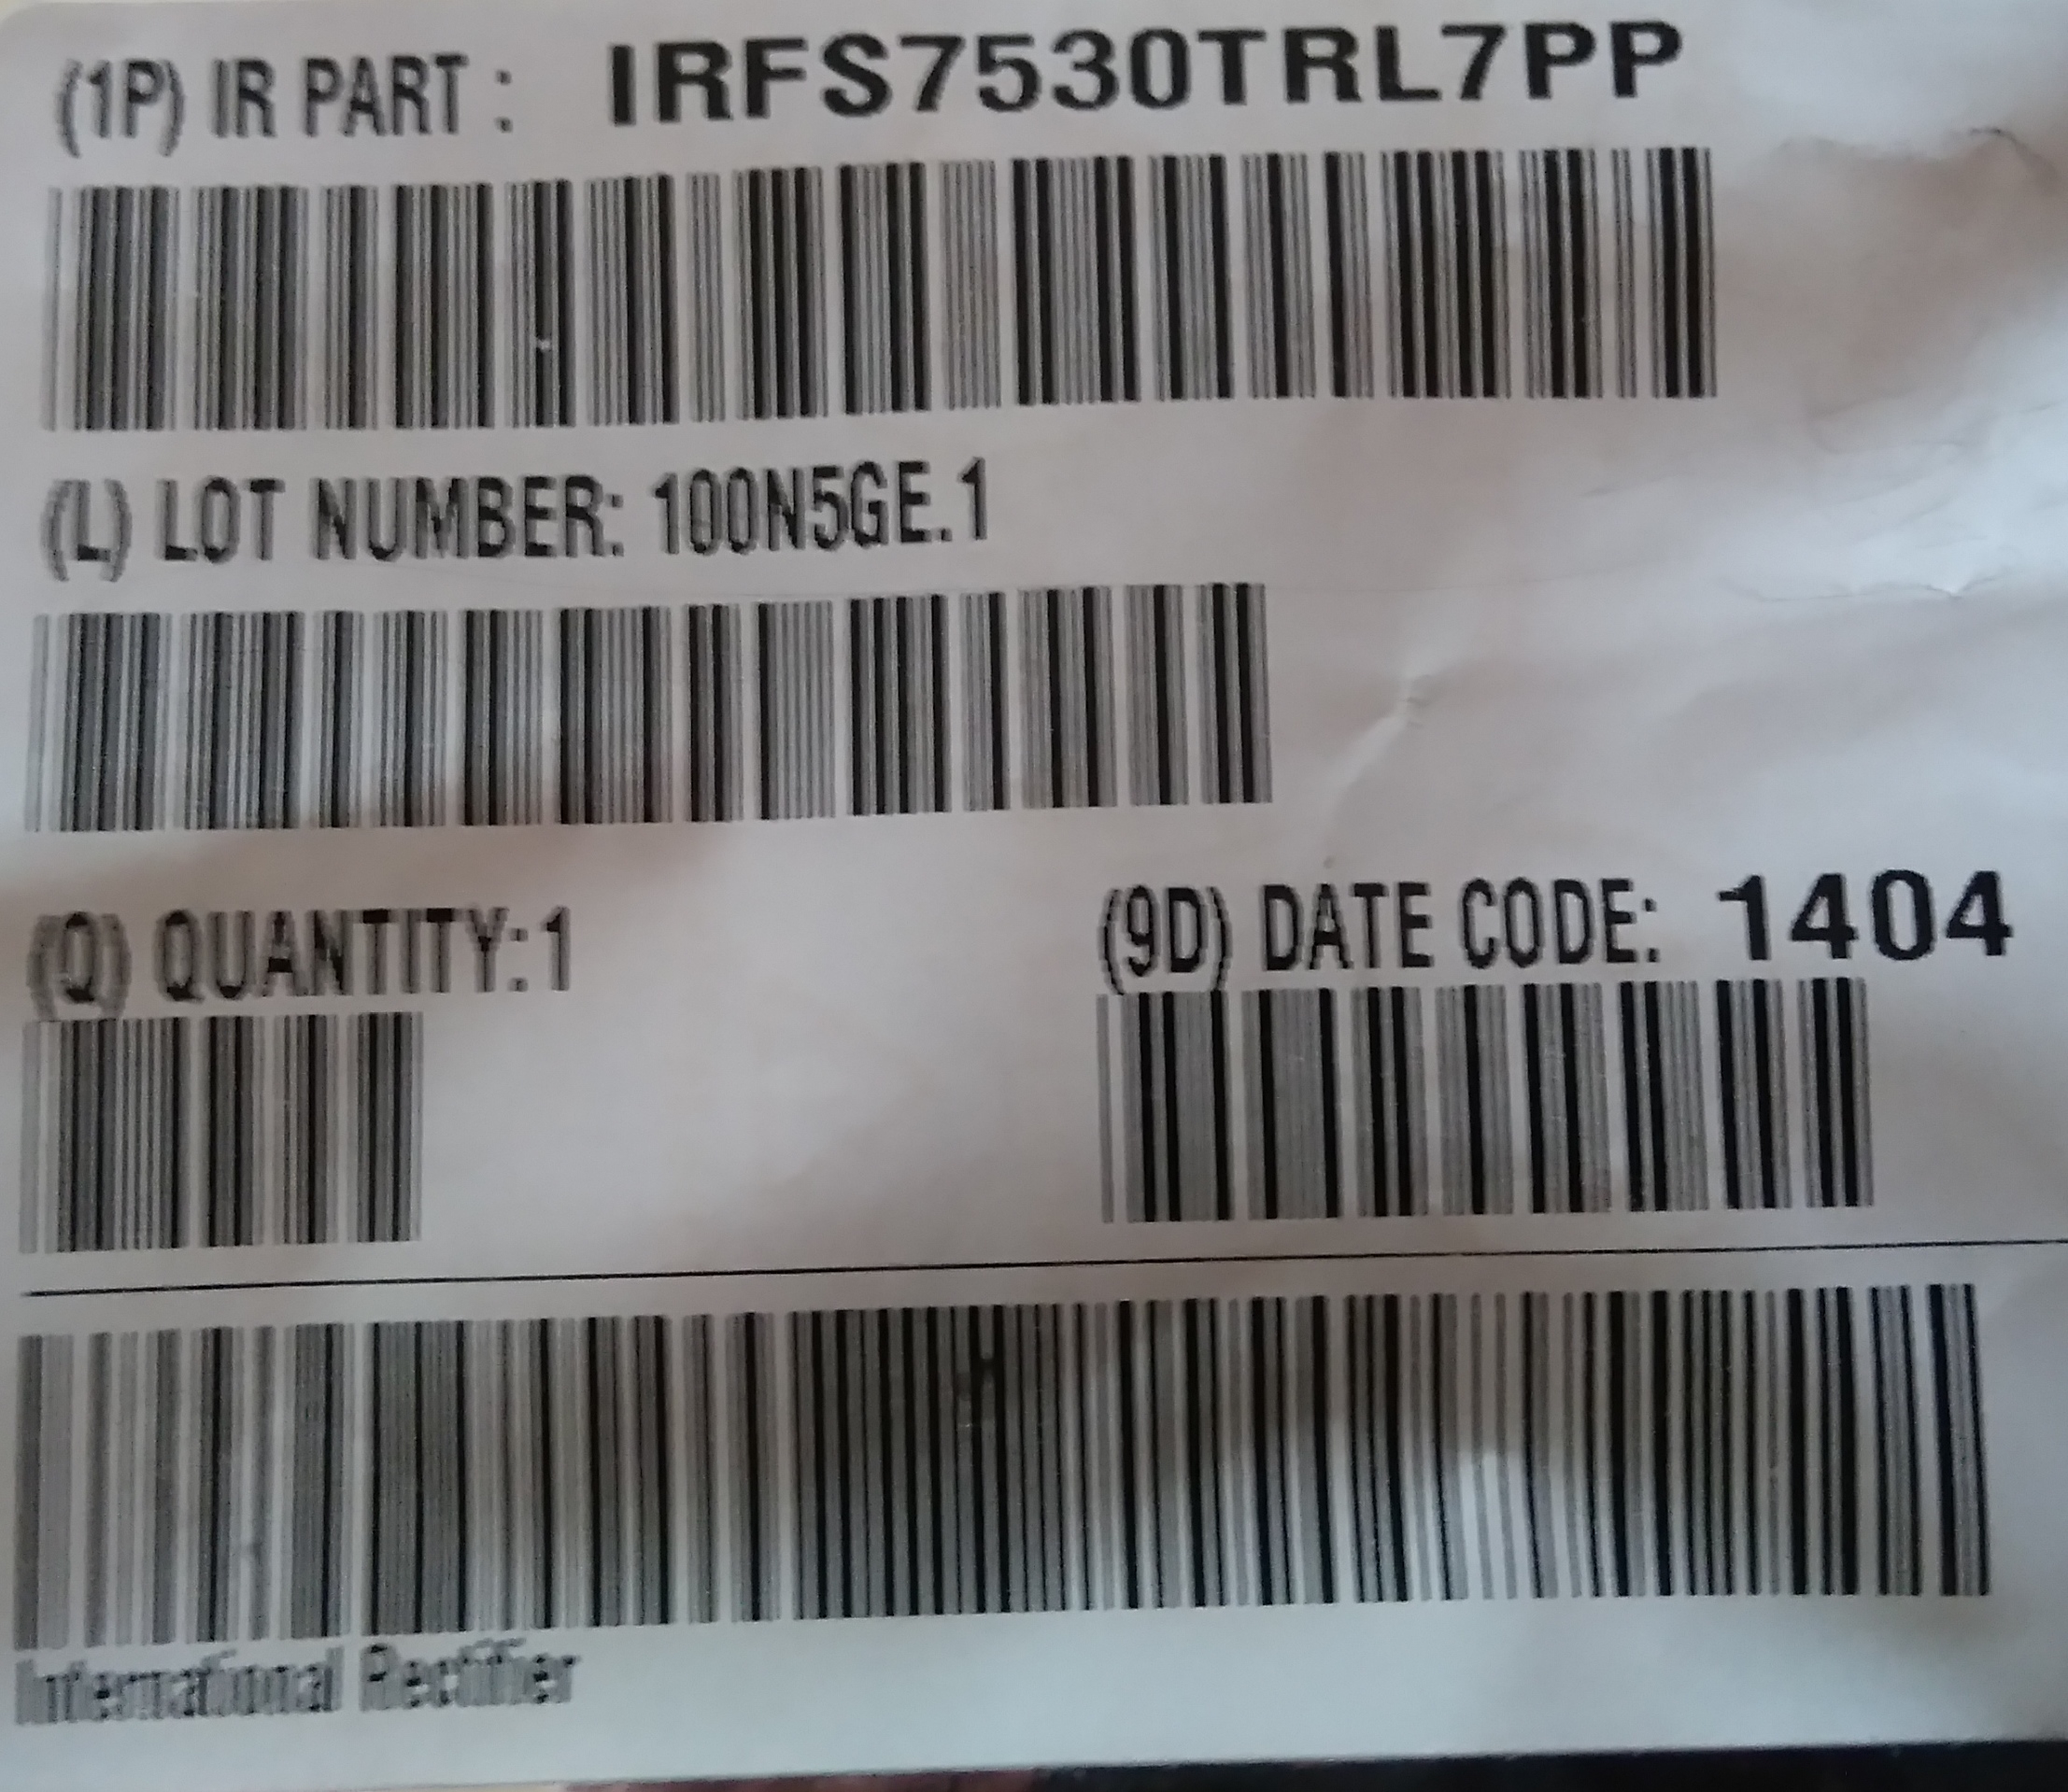 (1P) IR PART : IRFS7530TRL7PP
(L) LOT NUMBER: 100N5GE.1
(Q) QUANTITY:1
(9D) DATE CODE: 1404
International Rectifier